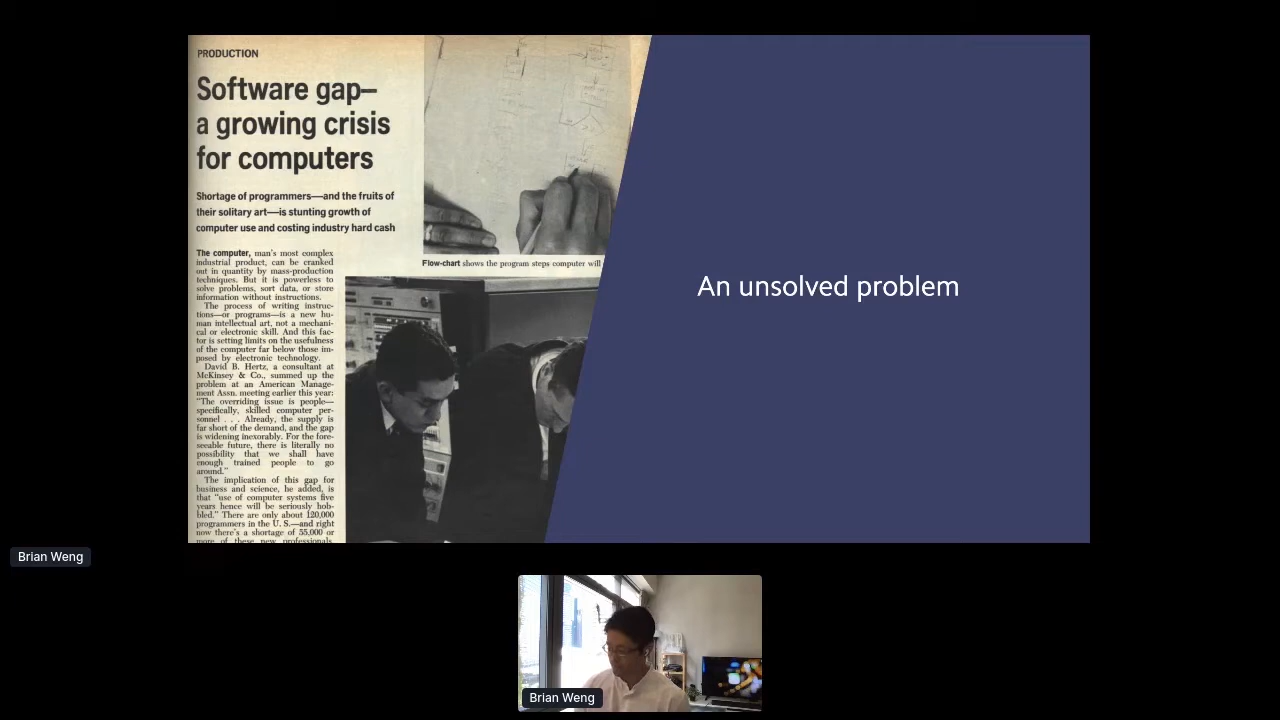 PRODUCTION
Software gap—
a growing crisis
for computers
Shortage of programmers—and the fruits of
their solitary art—is stunting growth of
computer use and costing industry hard cash
The computer, man's most complex
industrial product, can be cranked
out in quantity by mass-production
techniques. But it is powerless to
solve problems, sort data, or store
information without instructions.
The process of writing instruc-
tions—or programs—is a new hu-
man intellectual art, not a mechani-
cal or electronic skill. And this fac-
tor is setting limits on the usefulness
of the computer far below those im-
posed by electronic technology.
David B. Hertz, a consultant at
McKinsey & Co., summed up the
problem at an American Manage-
ment Assn. meeting earlier this year:
"The overriding issue is people—
specifically, skilled computer per-
sonnel . . . Already, the supply is
far short of the demand, and the gap
is widening inexorably. For the fore-
seeable future, there is literally no
possibility that we shall have
enough trained people to go
around."
The implication of this gap for
business and science, he added, is
that "use of computer systems five
years hence will be seriously hob-
bled." There are only about 120,000
programmers in the U. S.—and right
now there's a shortage of 55,000 or
more of these new professionals.
Flow-chart shows the program steps computer will
An unsolved problem
Brian Weng
Brian Weng